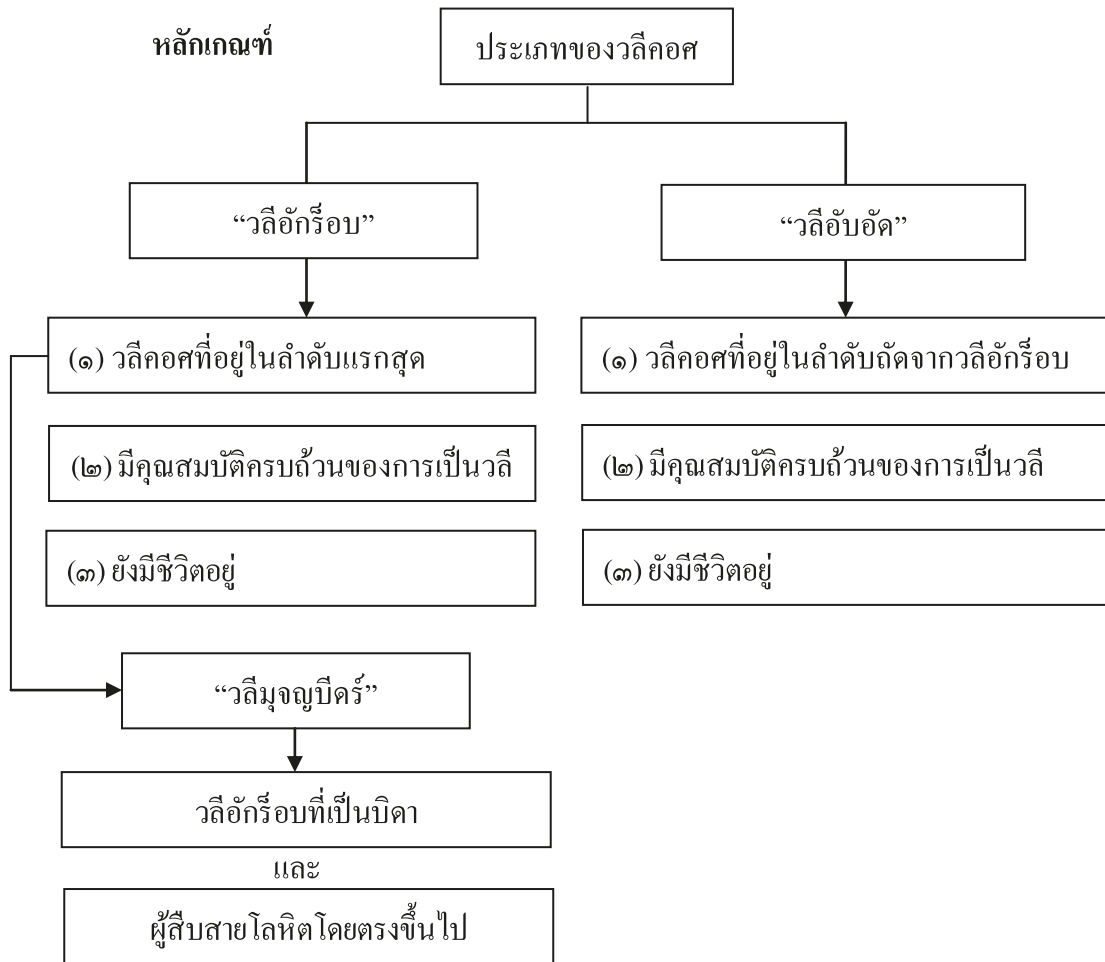 หลักเกณฑ์
ประเภทของวลีคอศ
“วลีอักร็อบ”
“วลีอับอัด”
(๑) วลีคอศที่อยู่ในลำดับแรกสุด
(๑) วลีคอศที่อยู่ในลำดับถัดจากวลีอักร็อบ
(๒) มีคุณสมบัติครบถ้วนของการเป็นวลี
(๒) มีคุณสมบัติครบถ้วนของการเป็นวลี
(๓) ยังมีชีวิตอยู่
(๓) ยังมีชีวิตอยู่
“วลีมุจญบีคร์”
วลีอักร็อบที่เป็นบิดา
และ
ผู้สืบสายโลหิตโดยตรงขึ้นไป